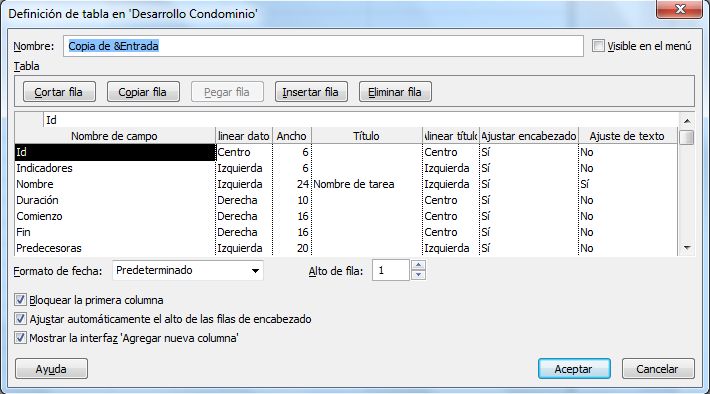 Definición de tabla en 'Desarrollo Condominio'
Nombre: Copia de &Entrada Visible en el menú
Tabla
Cortar fila Copiar fila Pegar fila Insertar fila Eliminar fila
Id
Nombre de campo linear dato Ancho Título linear título Ajustar encabezado Ajuste de texto
Id Centro 6 Centro Sí No
Indicadores Izquierda 6 Izquierda Sí No
Nombre Izquierda 24 Nombre de tarea Izquierda Sí Sí
Duración Derecha 10 Centro Sí No
Comienzo Derecha 16 Centro Sí No
Fin Derecha 16 Centro Sí No
Predecesoras Izquierda 20 Izquierda Sí No
Formato de fecha: Predeterminado Alto de fila: 1
Bloquear la primera columna
Ajustar automáticamente el alto de las filas de encabezado
Mostrar la interfaz 'Agregar nueva columna'
Ayuda Aceptar Cancelar